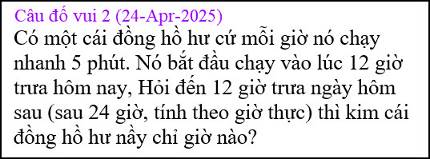 Câu đố vui 2 (24-Apr-2025)
Có một cái đồng hồ hư cứ mỗi giờ nó chạy
nhanh 5 phút. Nó bắt đầu chạy vào lúc 12 giờ
trưa hôm nay, Hỏi đến 12 giờ trưa ngày hôm
sau (sau 24 giờ, tính theo giờ thực) thì kim cái
đồng hồ hư nầy chỉ giờ nào?